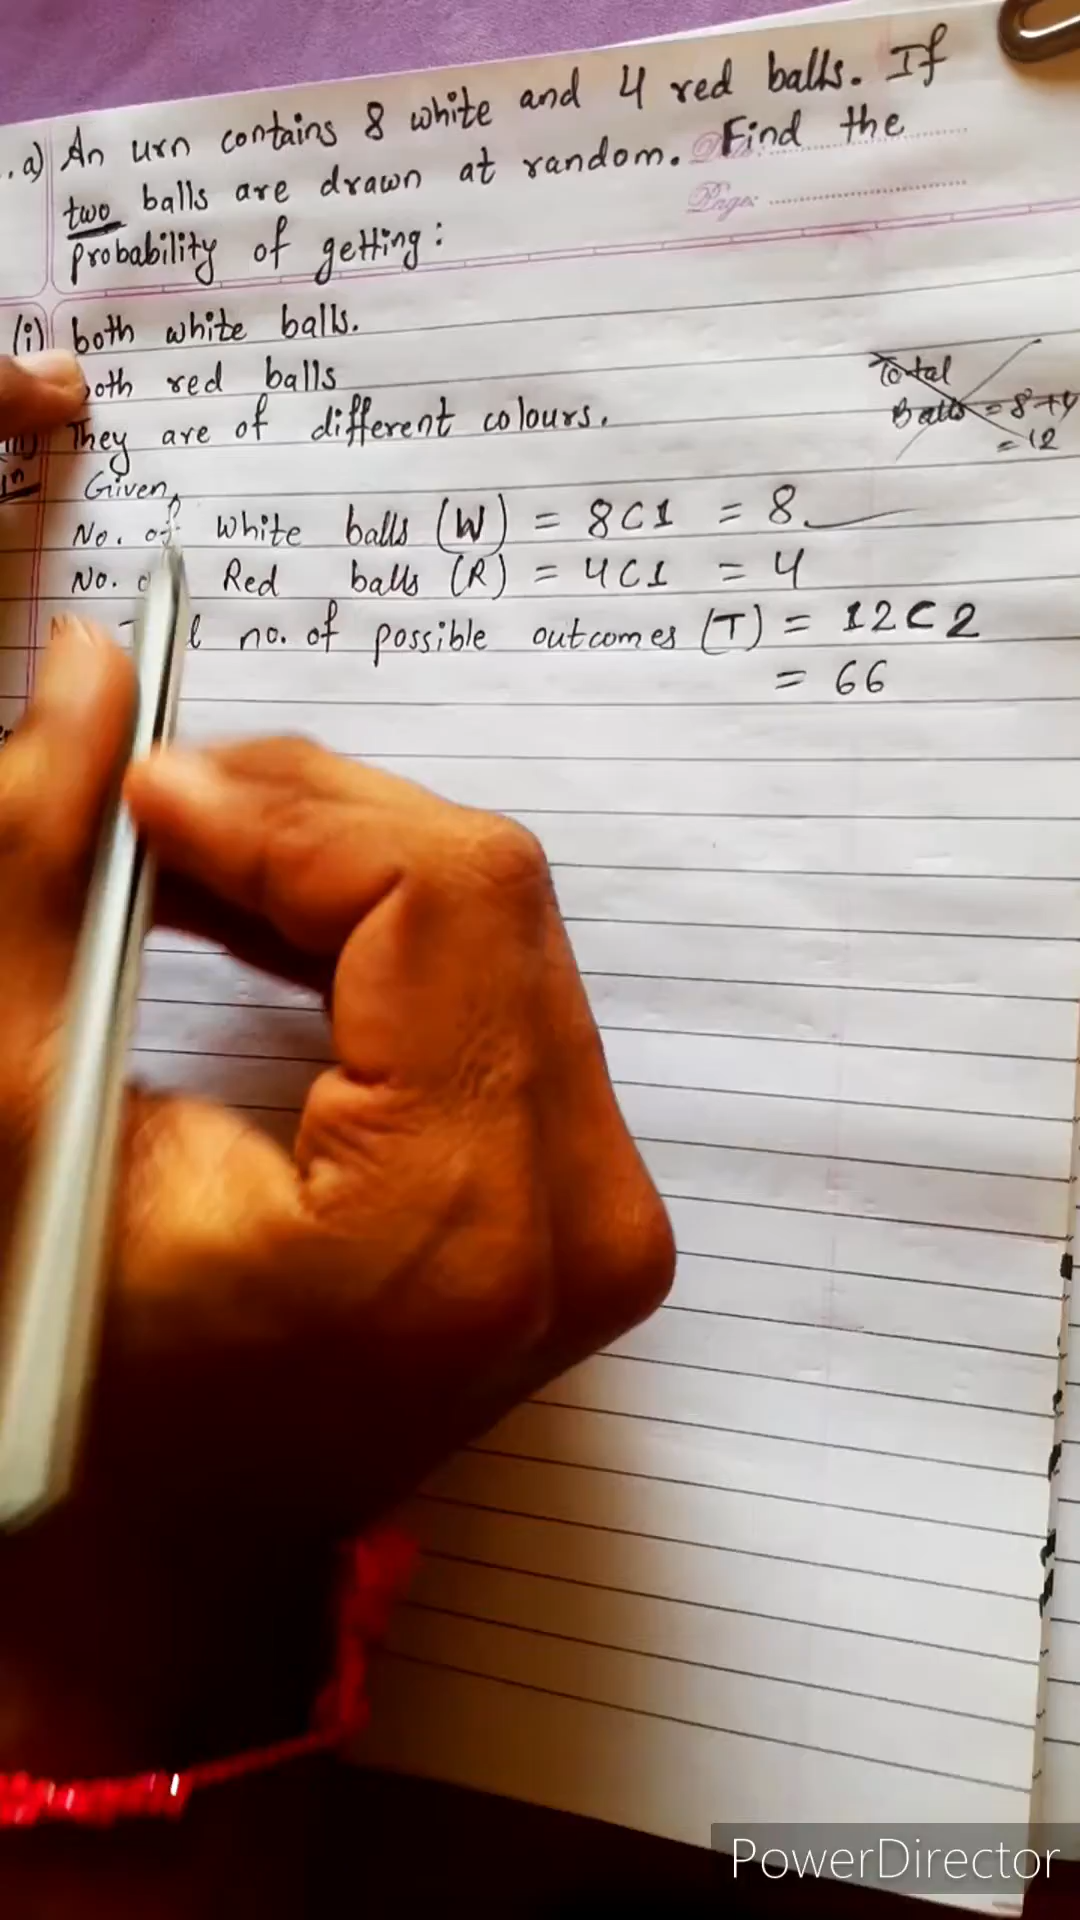 .. a) An urn contains 8 white and 4 red balls. If
two balls are drawn at random. Find the
Page:
probability of getting:
(i) both white balls.
both red balls
They are of different colours.
Total
Balls = 8+4
= 12
Given,
No. of white balls (W) = 8C1 = 8
No. Red balls (R) = 4C1 = 4
no. of possible outcomes (T) = 12C2
= 66
PowerDirector